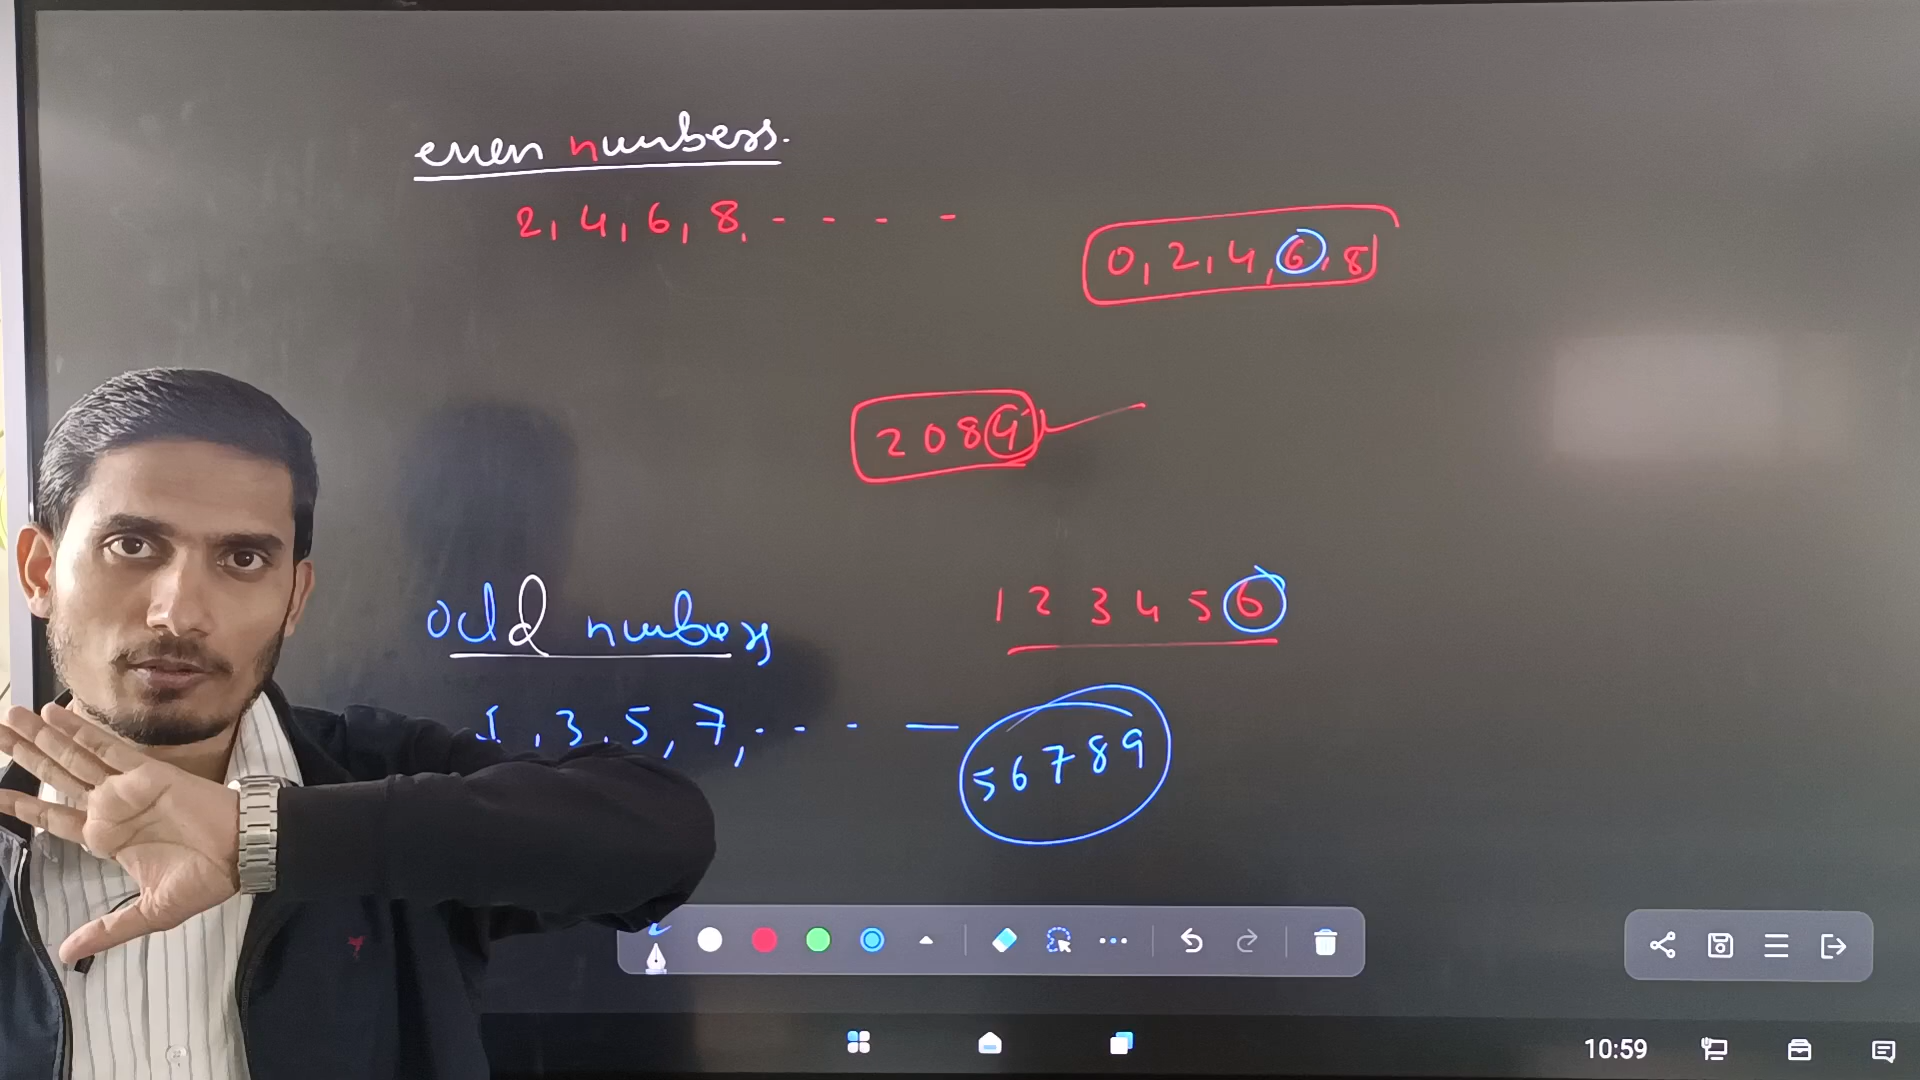 even numbers.
2, 4, 6, 8, - - - -
0, 2, 4, 6, 8
2084
odd numbers
1 2 3 4 5 6
1, 3, 5, 7, - - - —
56789
10:59